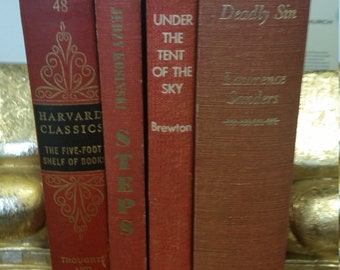 48
HARVARD
CLASSICS
THE FIVE-FOOT
SHELF OF BOOKS
THOUGHTS
JERZY KOSINSKI
STEPS
UNDER
THE
TENT
OF THE
SKY
Brewton
Deadly Sin
Lawrence
Sanders